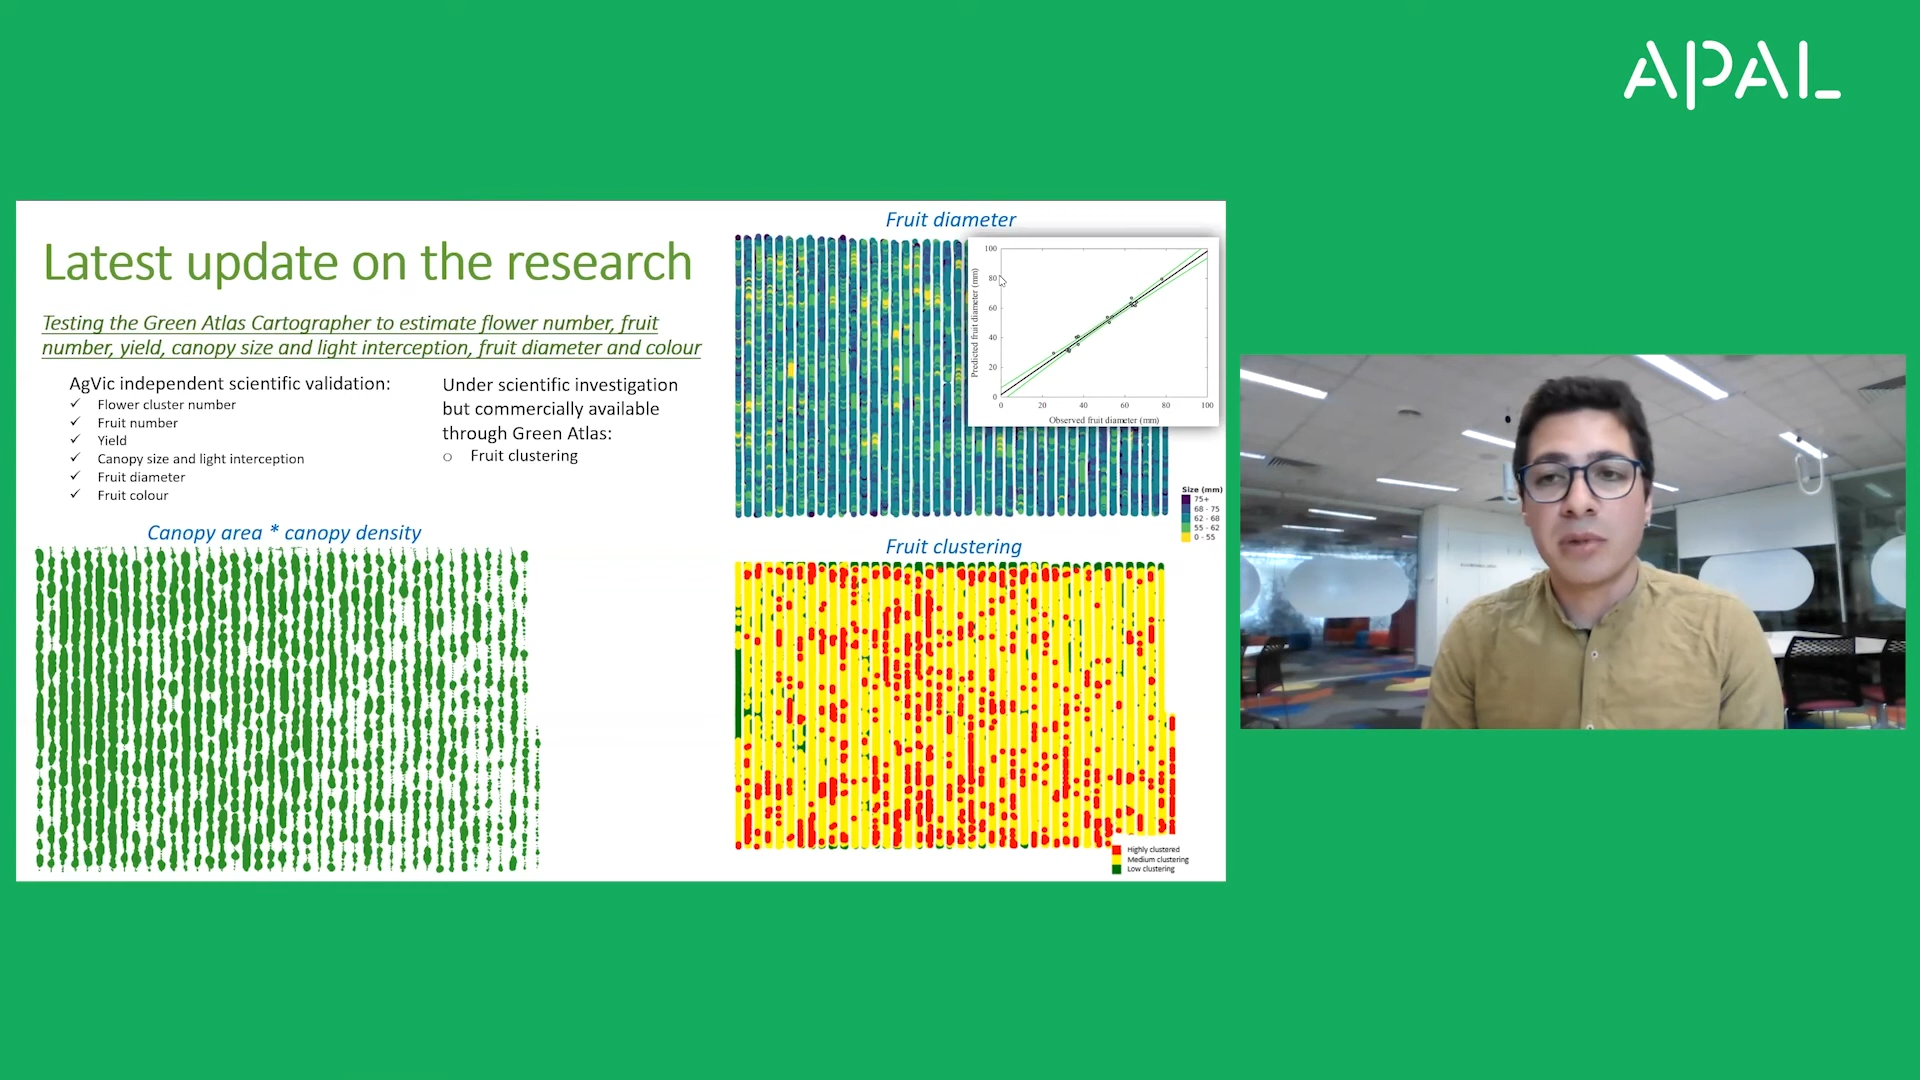 APAL
Latest update on the research
Testing the Green Atlas Cartographer to estimate flower number, fruit
number, yield, canopy size and light interception, fruit diameter and colour
AgVic independent scientific validation:
✓ Flower cluster number
✓ Fruit number
✓ Yield
✓ Canopy size and light interception
✓ Fruit diameter
✓ Fruit colour
Under scientific investigation
but commercially available
through Green Atlas:
○ Fruit clustering
Canopy area * canopy density
Fruit diameter
Predicted fruit diameter (mm)
100
80
60
40
20
0
0 20 40 60 80 100
Observed fruit diameter (mm)
Size (mm)
75+
68 - 75
62 - 68
55 - 62
0 - 55
Fruit clustering
Highly clustered
Medium clustering
Low clustering